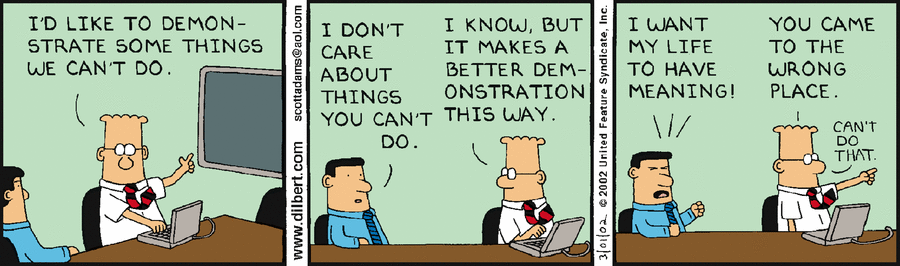 I'D LIKE TO DEMON-
STRATE SOME THINGS
WE CAN'T DO.
www.dilbert.com
scottadams@aol.com
I DON'T
CARE
ABOUT
THINGS
YOU CAN'T
DO.
I KNOW, BUT
IT MAKES A
BETTER DEM-
ONSTRATION
THIS WAY.
3/01/02 © 2002 United Feature Syndicate, Inc.
I WANT
MY LIFE
TO HAVE
MEANING!
YOU CAME
TO THE
WRONG
PLACE.
CAN'T
DO
THAT.